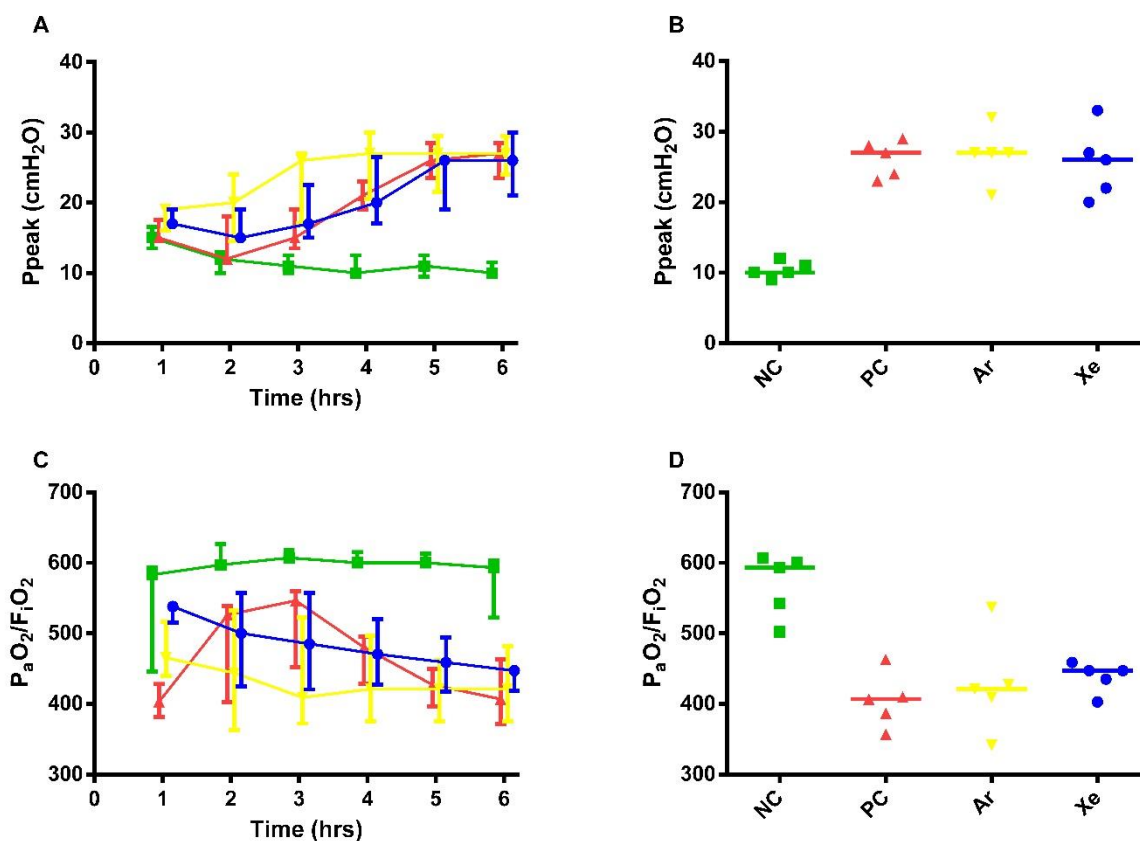 A
Ppeak (cmH₂O)
40
30
20
10
0
0 1 2 3 4 5 6
Time (hrs)
B
Ppeak (cmH₂O)
40
30
20
10
0
NC PC Ar Xe
C
PₐO₂/FᵢO₂
700
600
500
400
300
0 1 2 3 4 5 6
Time (hrs)
D
PₐO₂/FᵢO₂
700
600
500
400
300
NC PC Ar Xe